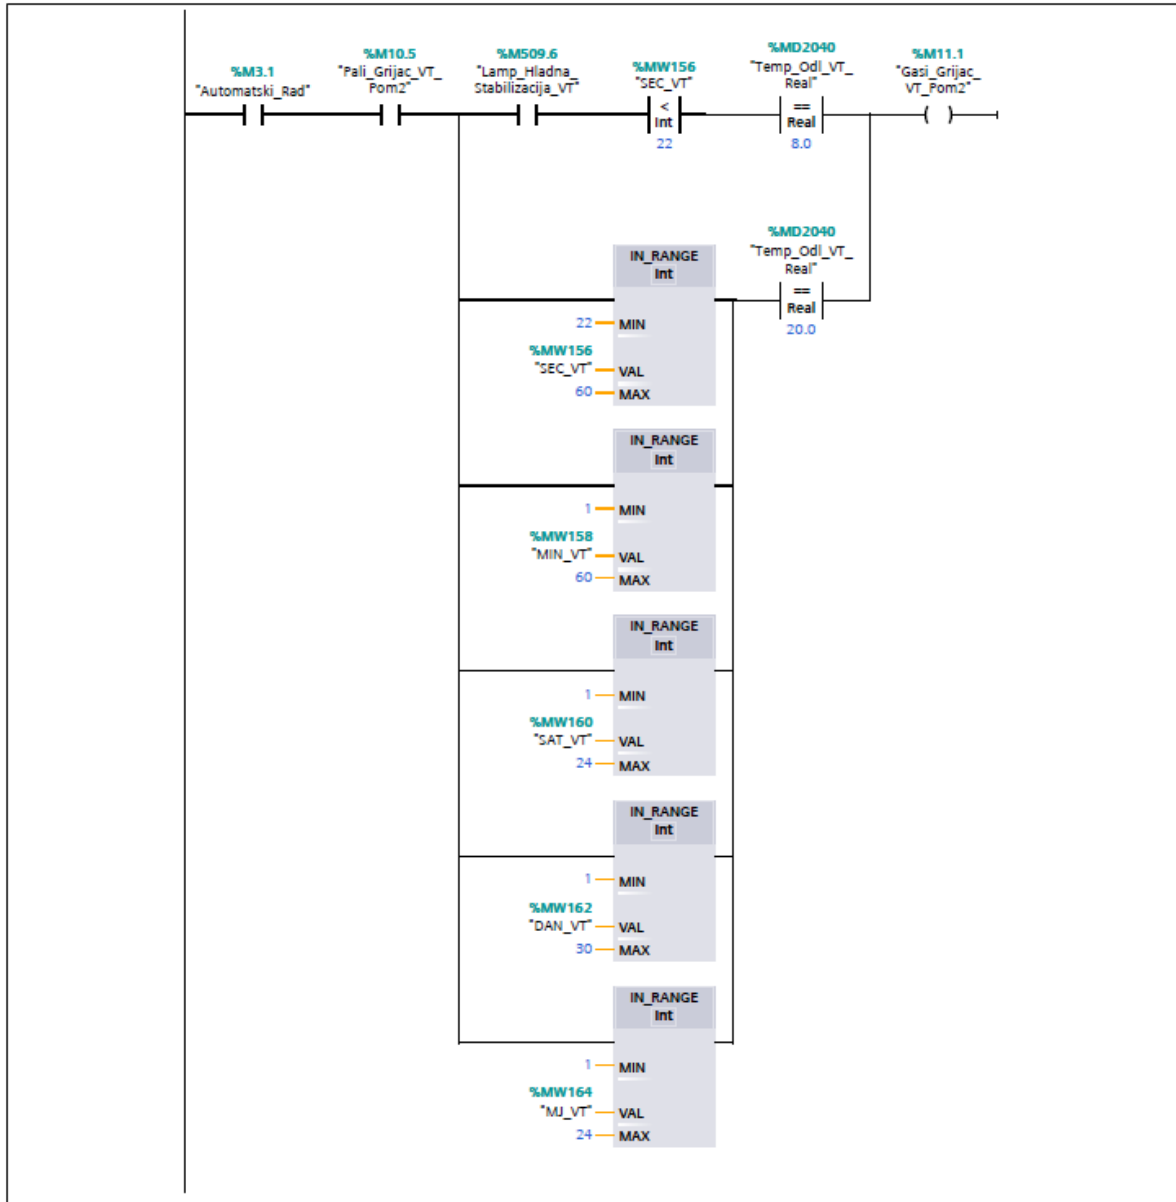 %M3.1
"Automatski_Rad"
%M10.5
"Pali_Grijac_VT_
Pom2"
%M509.6
"Lamp_Hladna_
Stabilizacija_VT"
%MW156
"SEC_VT"
<
Int
22
%MD2040
"Temp_Odl_VT_
Real"
==
Real
8.0
%M11.1
"Gasi_Grijac_
VT_Pom2"
( )
IN_RANGE
Int
22 MIN
%MW156
"SEC_VT" VAL
60 MAX
%MD2040
"Temp_Odl_VT_
Real"
==
Real
20.0
IN_RANGE
Int
1 MIN
%MW158
"MIN_VT" VAL
60 MAX
IN_RANGE
Int
1 MIN
%MW160
"SAT_VT" VAL
24 MAX
IN_RANGE
Int
1 MIN
%MW162
"DAN_VT" VAL
30 MAX
IN_RANGE
Int
1 MIN
%MW164
"MJ_VT" VAL
24 MAX